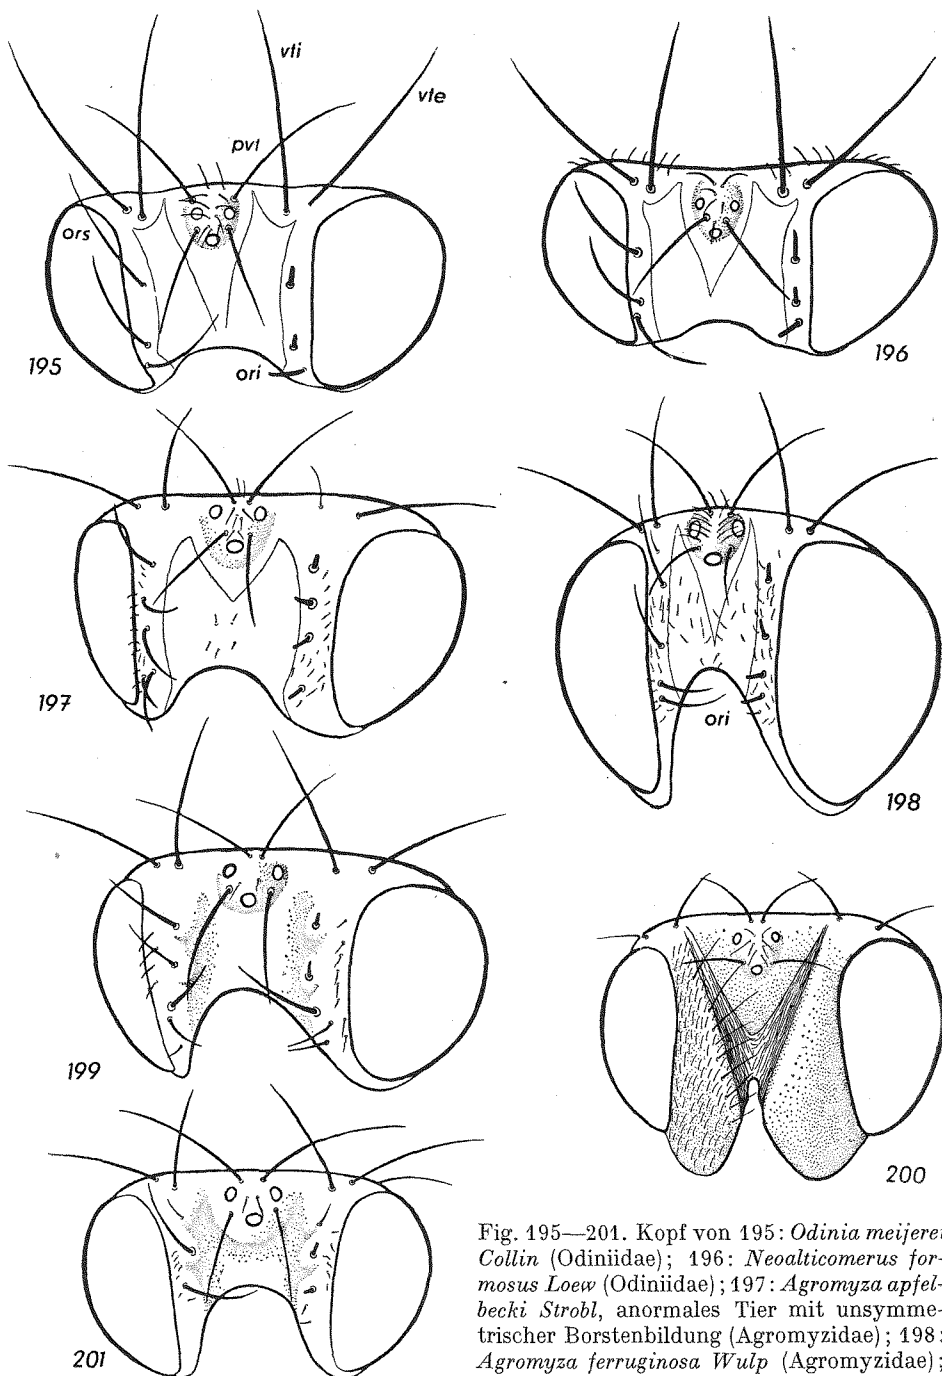 vti
vte
pvt
ors
ori
195
196
197
ori
198
199
200
201
Fig. 195—201. Kopf von 195: Odinia meijerei
Collin (Odiniidae); 196: Neoalticomerus for-
mosus Loew (Odiniidae); 197: Agromyza apfel-
becki Strobl, anormales Tier mit unsymme-
trischer Borstenbildung (Agromyzidae); 198:
Agromyza ferruginosa Wulp (Agromyzidae);